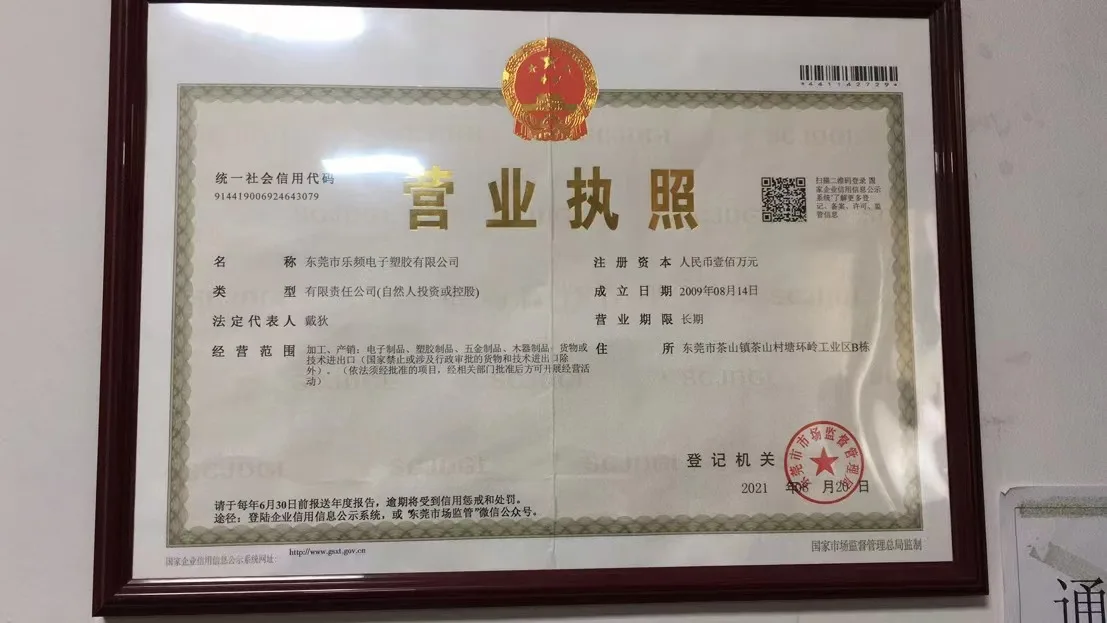 统一社会信用代码
914419006924643079
营业执照
扫描二维码登录"国
家企业信用信息公示
系统"了解更多登
记、备案、许可、监
管信息
名 称 东莞市乐频电子塑胶有限公司
类 型 有限责任公司(自然人投资或控股)
法定代表人 戴狄
经营范围 加工、产销：电子制品、塑胶制品、五金制品、木器制品；货物或
技术进出口（国家禁止或涉及行政审批的货物和技术进出口除
外）。（依法须经批准的项目，经相关部门批准后方可开展经营活
动）
注册资本 人民币壹佰万元
成立日期 2009年08月14日
营业期限 长期
住 所 东莞市茶山镇茶山村塘环岭工业区B栋
登记机关
东莞市市场监督管理局
2021 年08 月20 日
请于每年6月30日前报送年度报告，逾期将受到信用惩戒和处罚。
途径：登陆企业信用信息公示系统，或"东莞市场监管"微信公众号。
国家企业信用信息公示系统网址:
http://www.gsxt.gov.cn
国家市场监督管理总局监制
通